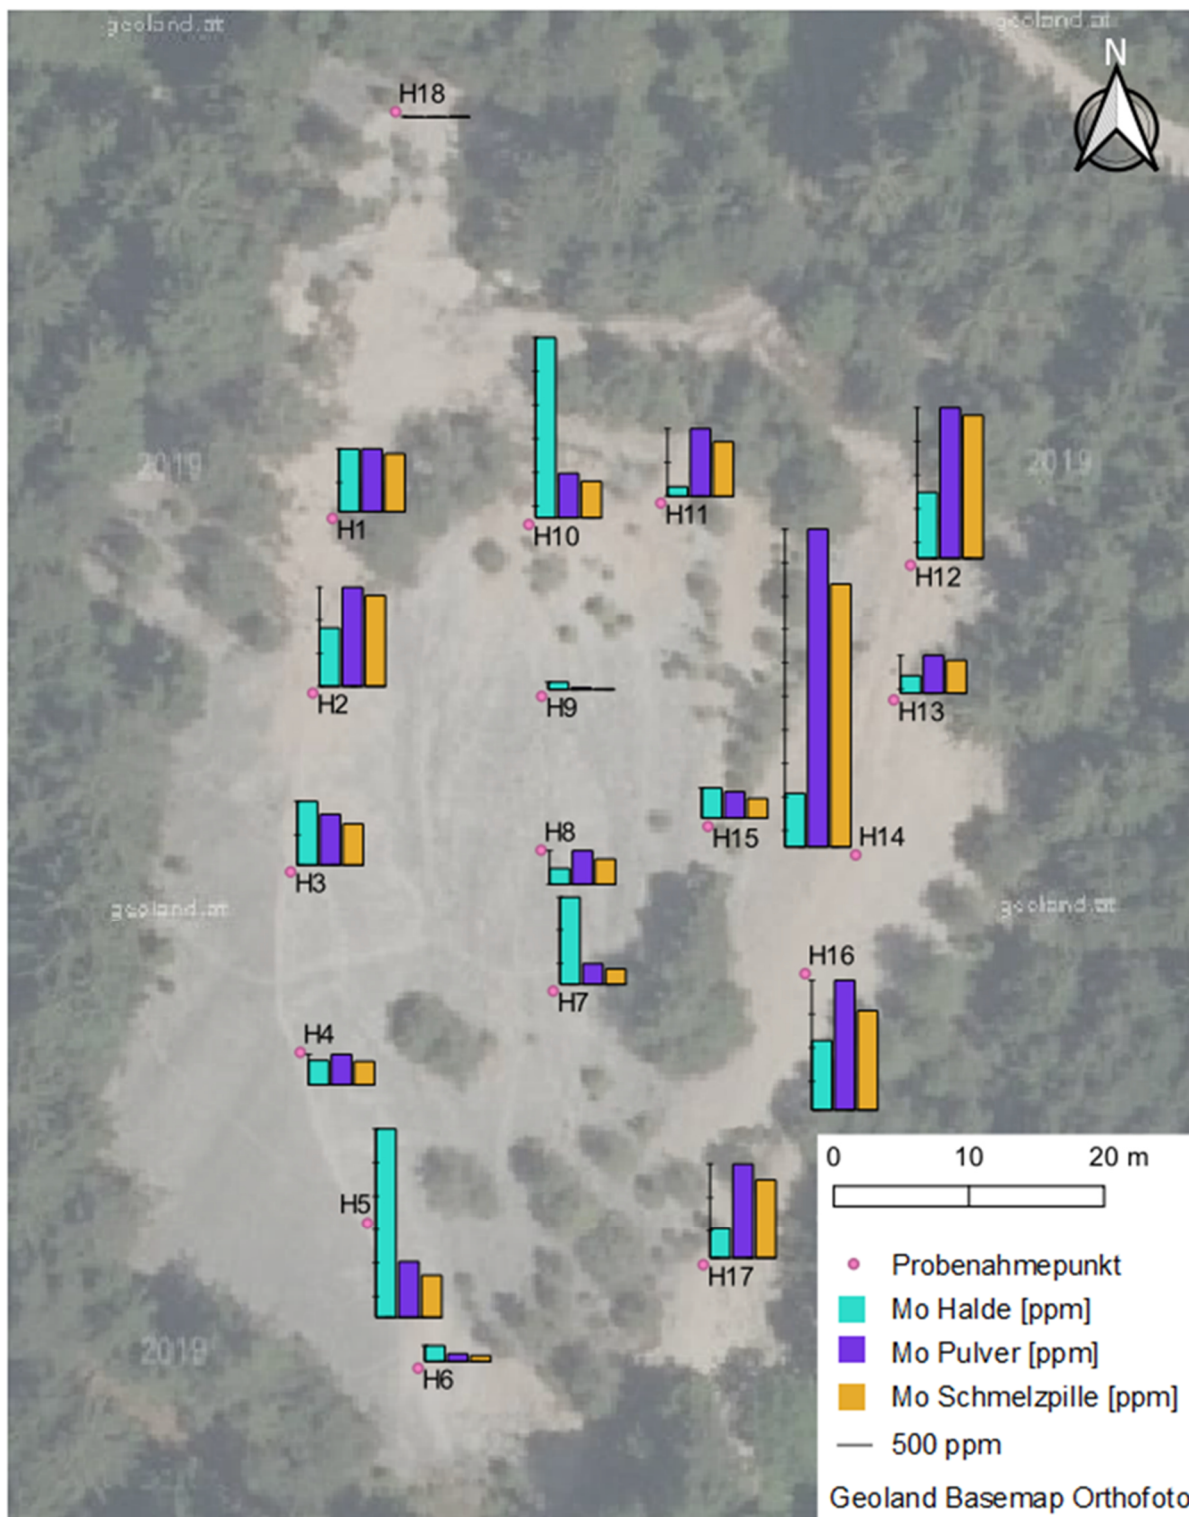 geoland.at
geoland.at
N
H18
2019
2019
H1
H10
H11
H12
H2
H9
H13
H3
H8
H15
H14
geoland.at
geoland.at
H7
H16
H4
H5
H17
2019
H6
0 10 20 m
Probenahmepunkt
Mo Halde [ppm]
Mo Pulver [ppm]
Mo Schmelzpille [ppm]
500 ppm
Geoland Basemap Orthofoto